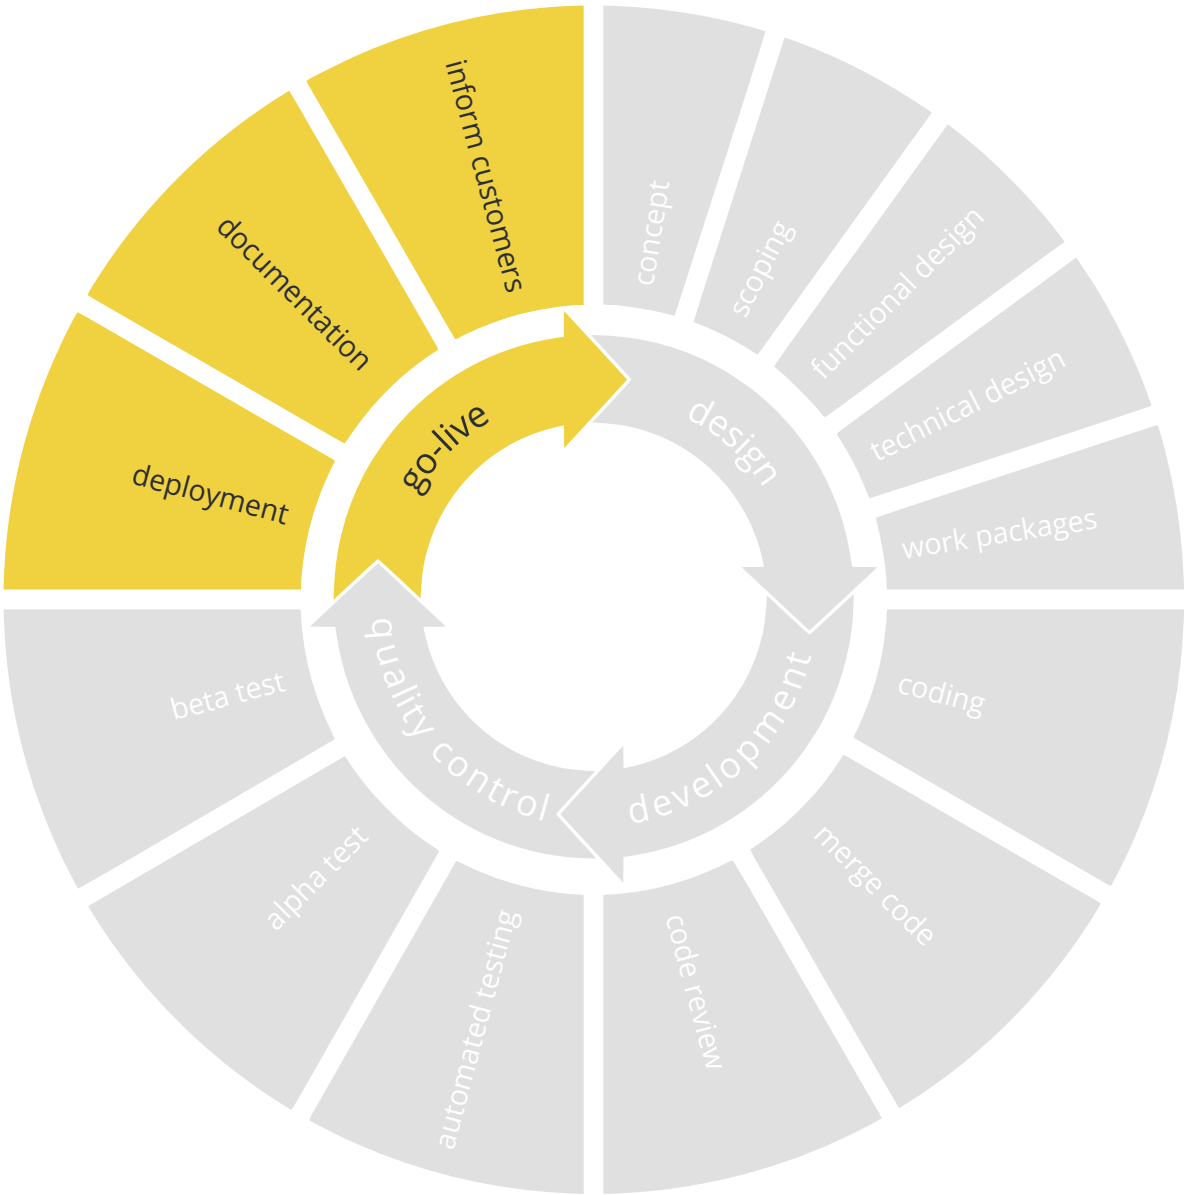 concept
scoping
functional design
technical design
work packages
coding
merge code
code review
automated testing
alpha test
beta test
deployment
documentation
inform customers
design
development
quality control
go-live